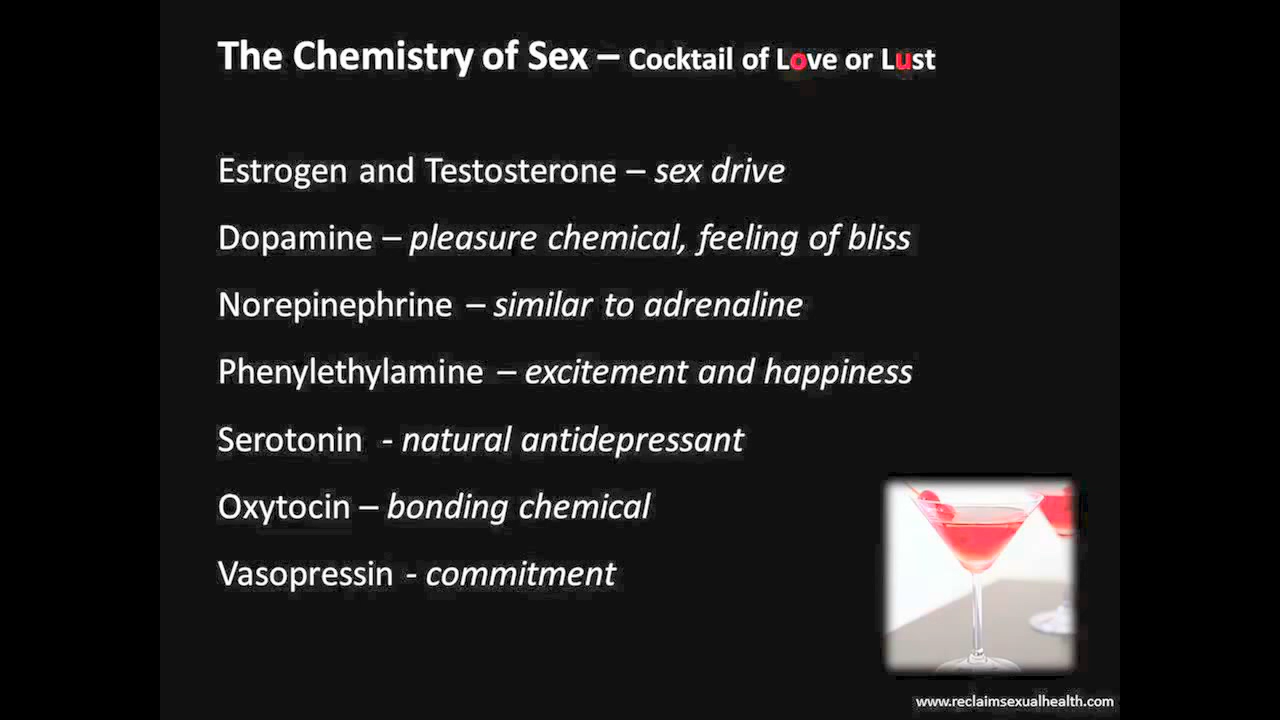 The Chemistry of Sex – Cocktail of Love or Lust
Estrogen and Testosterone – sex drive
Dopamine – pleasure chemical, feeling of bliss
Norepinephrine – similar to adrenaline
Phenylethylamine – excitement and happiness
Serotonin - natural antidepressant
Oxytocin – bonding chemical
Vasopressin - commitment
www.reclaimsexualhealth.com